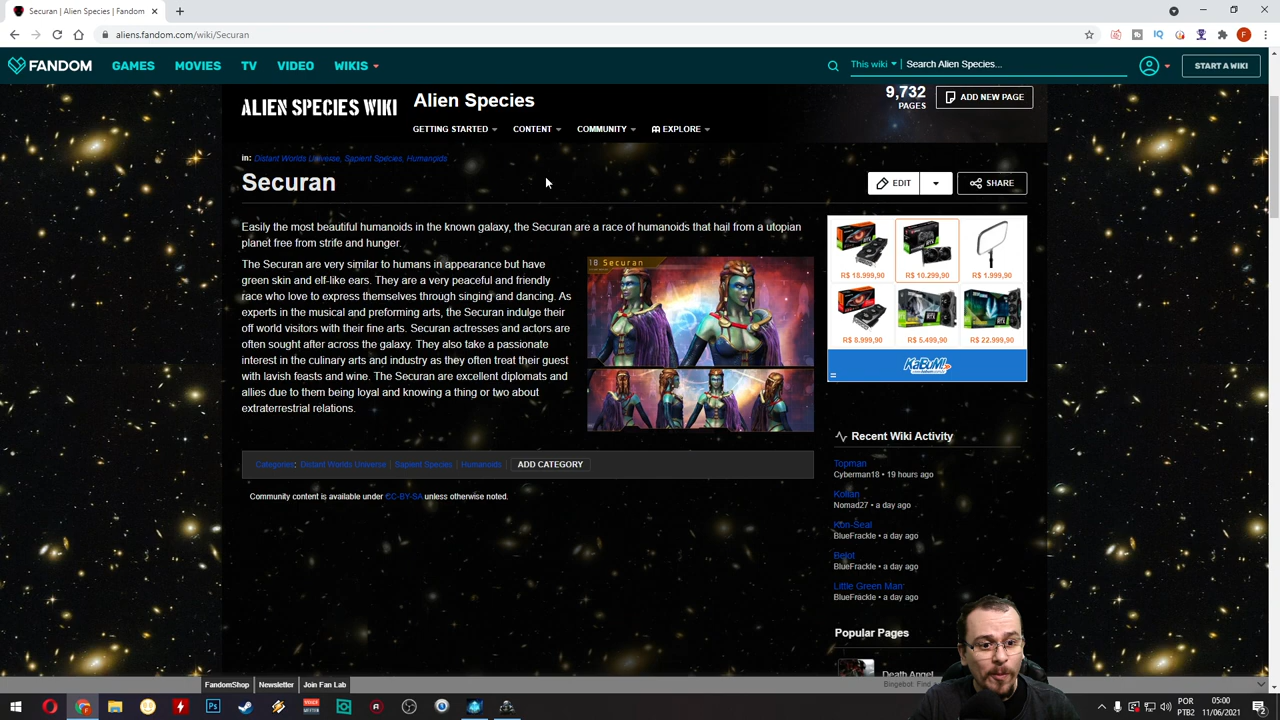 Securan | Alien Species | Fandom
aliens.fandom.com/wiki/Securan
F
FANDOM
GAMES
MOVIES
TV
VIDEO
WIKIS
This wiki
Search Alien Species...
START A WIKI
ALIEN SPECIES WIKI
Alien Species
9,732
PAGES
ADD NEW PAGE
GETTING STARTED
CONTENT
COMMUNITY
EXPLORE
in: Distant Worlds Universe, Sapient Species, Humanoids
Securan
EDIT
SHARE
Easily the most beautiful humanoids in the known galaxy, the Securan are a race of humanoids that hail from a utopian
planet free from strife and hunger.
The Securan are very similar to humans in appearance but have
green skin and elf-like ears. They are a very peaceful and friendly
race who love to express themselves through singing and dancing. As
experts in the musical and preforming arts, the Securan indulge their
off world visitors with their fine arts. Securan actresses and actors are
often sought after across the galaxy. They also take a passionate
interest in the culinary arts and industry as they often treat their guest
with lavish feasts and wine. The Securan are excellent diplomats and
allies due to them being loyal and knowing a thing or two about
extraterrestrial relations.
18 Securan
R$ 18.999,90
R$ 10.299,90
R$ 1.999,90
R$ 8.999,90
R$ 5.499,90
R$ 22.999,90
KaBuM!
Categories: Distant Worlds Universe | Sapient Species | Humanoids
ADD CATEGORY
Community content is available under CC-BY-SA unless otherwise noted.
Recent Wiki Activity
Topman
Cyberman18 • 19 hours ago
Kolian
Nomad27 • a day ago
Kon-Seal
BlueFrackle • a day ago
Bejot
BlueFrackle • a day ago
Little Green Man
BlueFrackle • a day ago
Popular Pages
Death Angel
FandomShop
Newsletter
Join Fan Lab
Bingebot: Find
Ps
POR
PTB2
05:00
11/06/2021
2